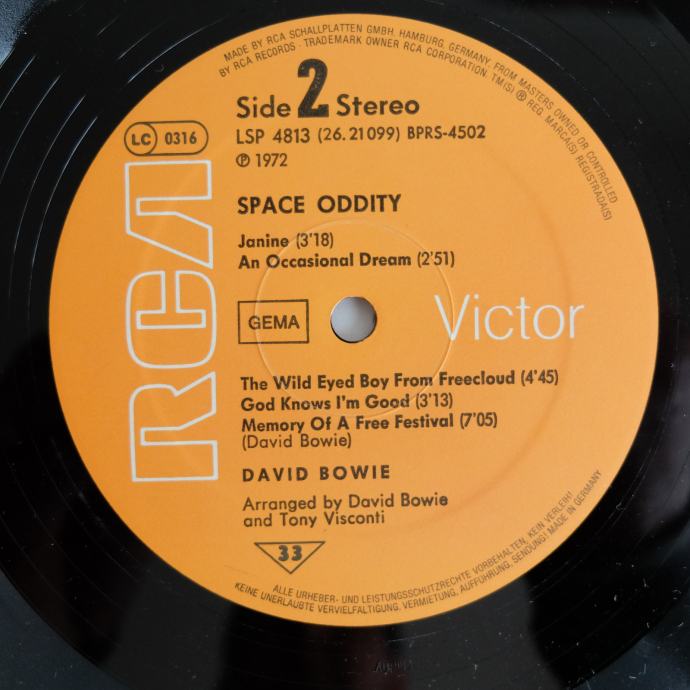 MADE BY RCA SCHALLPLATTEN GMBH, HAMBURG, GERMANY, FROM MASTERS OWNED OR CONTROLLED
BY RCA RECORDS · TRADEMARK OWNER RCA CORPORATION. TM(S) ® REG. MARCA(S) REGISTRADA(S)
Side 2 Stereo
LSP 4813 (26.21099) BPRS-4502
℗ 1972
LC 0316
RCA
SPACE ODDITY
Janine (3'18)
An Occasional Dream (2'51)
GEMA
Victor
The Wild Eyed Boy From Freecloud (4'45)
God Knows I'm Good (3'13)
Memory Of A Free Festival (7'05)
(David Bowie)
DAVID BOWIE
Arranged by David Bowie
and Tony Visconti
33
ALLE URHEBER- UND LEISTUNGSSCHUTZRECHTE VORBEHALTEN, KEIN VERLEIH!
KEINE UNERLAUBTE VERVIELFALTIGUNG, VERMIETUNG, AUFFÜHRUNG, SENDUNG! MADE IN GERMANY